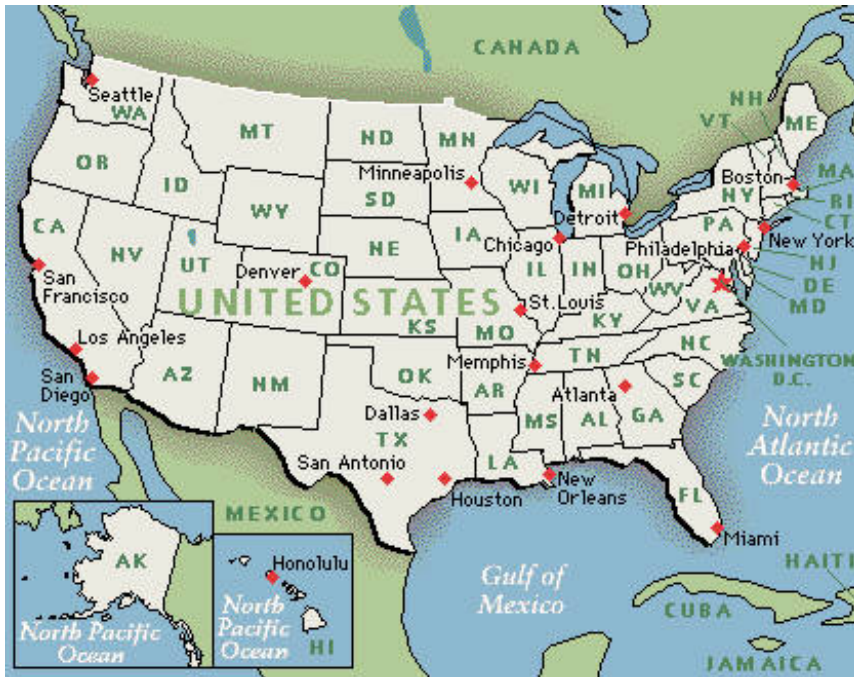 CANADA
NH
VT
ME
Seattle
WA
MT
ND
MN
OR
Minneapolis
WI
MI
Boston
MA
ID
SD
NY
RI
WY
Detroit
CT
CA
IA
PA
NV
NE
Chicago
Philadelphia
New York
UT
Denver
CO
IL
IN
OH
NJ
San
Francisco
WV
DE
UNITED STATES
St. Louis
VA
MD
KS
MO
KY
Los Angeles
NC
Memphis
TN
WASHINGTON
D.C.
AZ
NM
OK
AR
SC
San
Diego
Atlanta
Dallas
MS
AL
GA
North
Pacific
Ocean
TX
North
Atlantic
Ocean
San Antonio
LA
Houston
New
Orleans
FL
MEXICO
Miami
AK
Honolulu
HAITI
Gulf of
Mexico
CUBA
North Pacific
Ocean
North
Pacific
Ocean
HI
JAMAICA